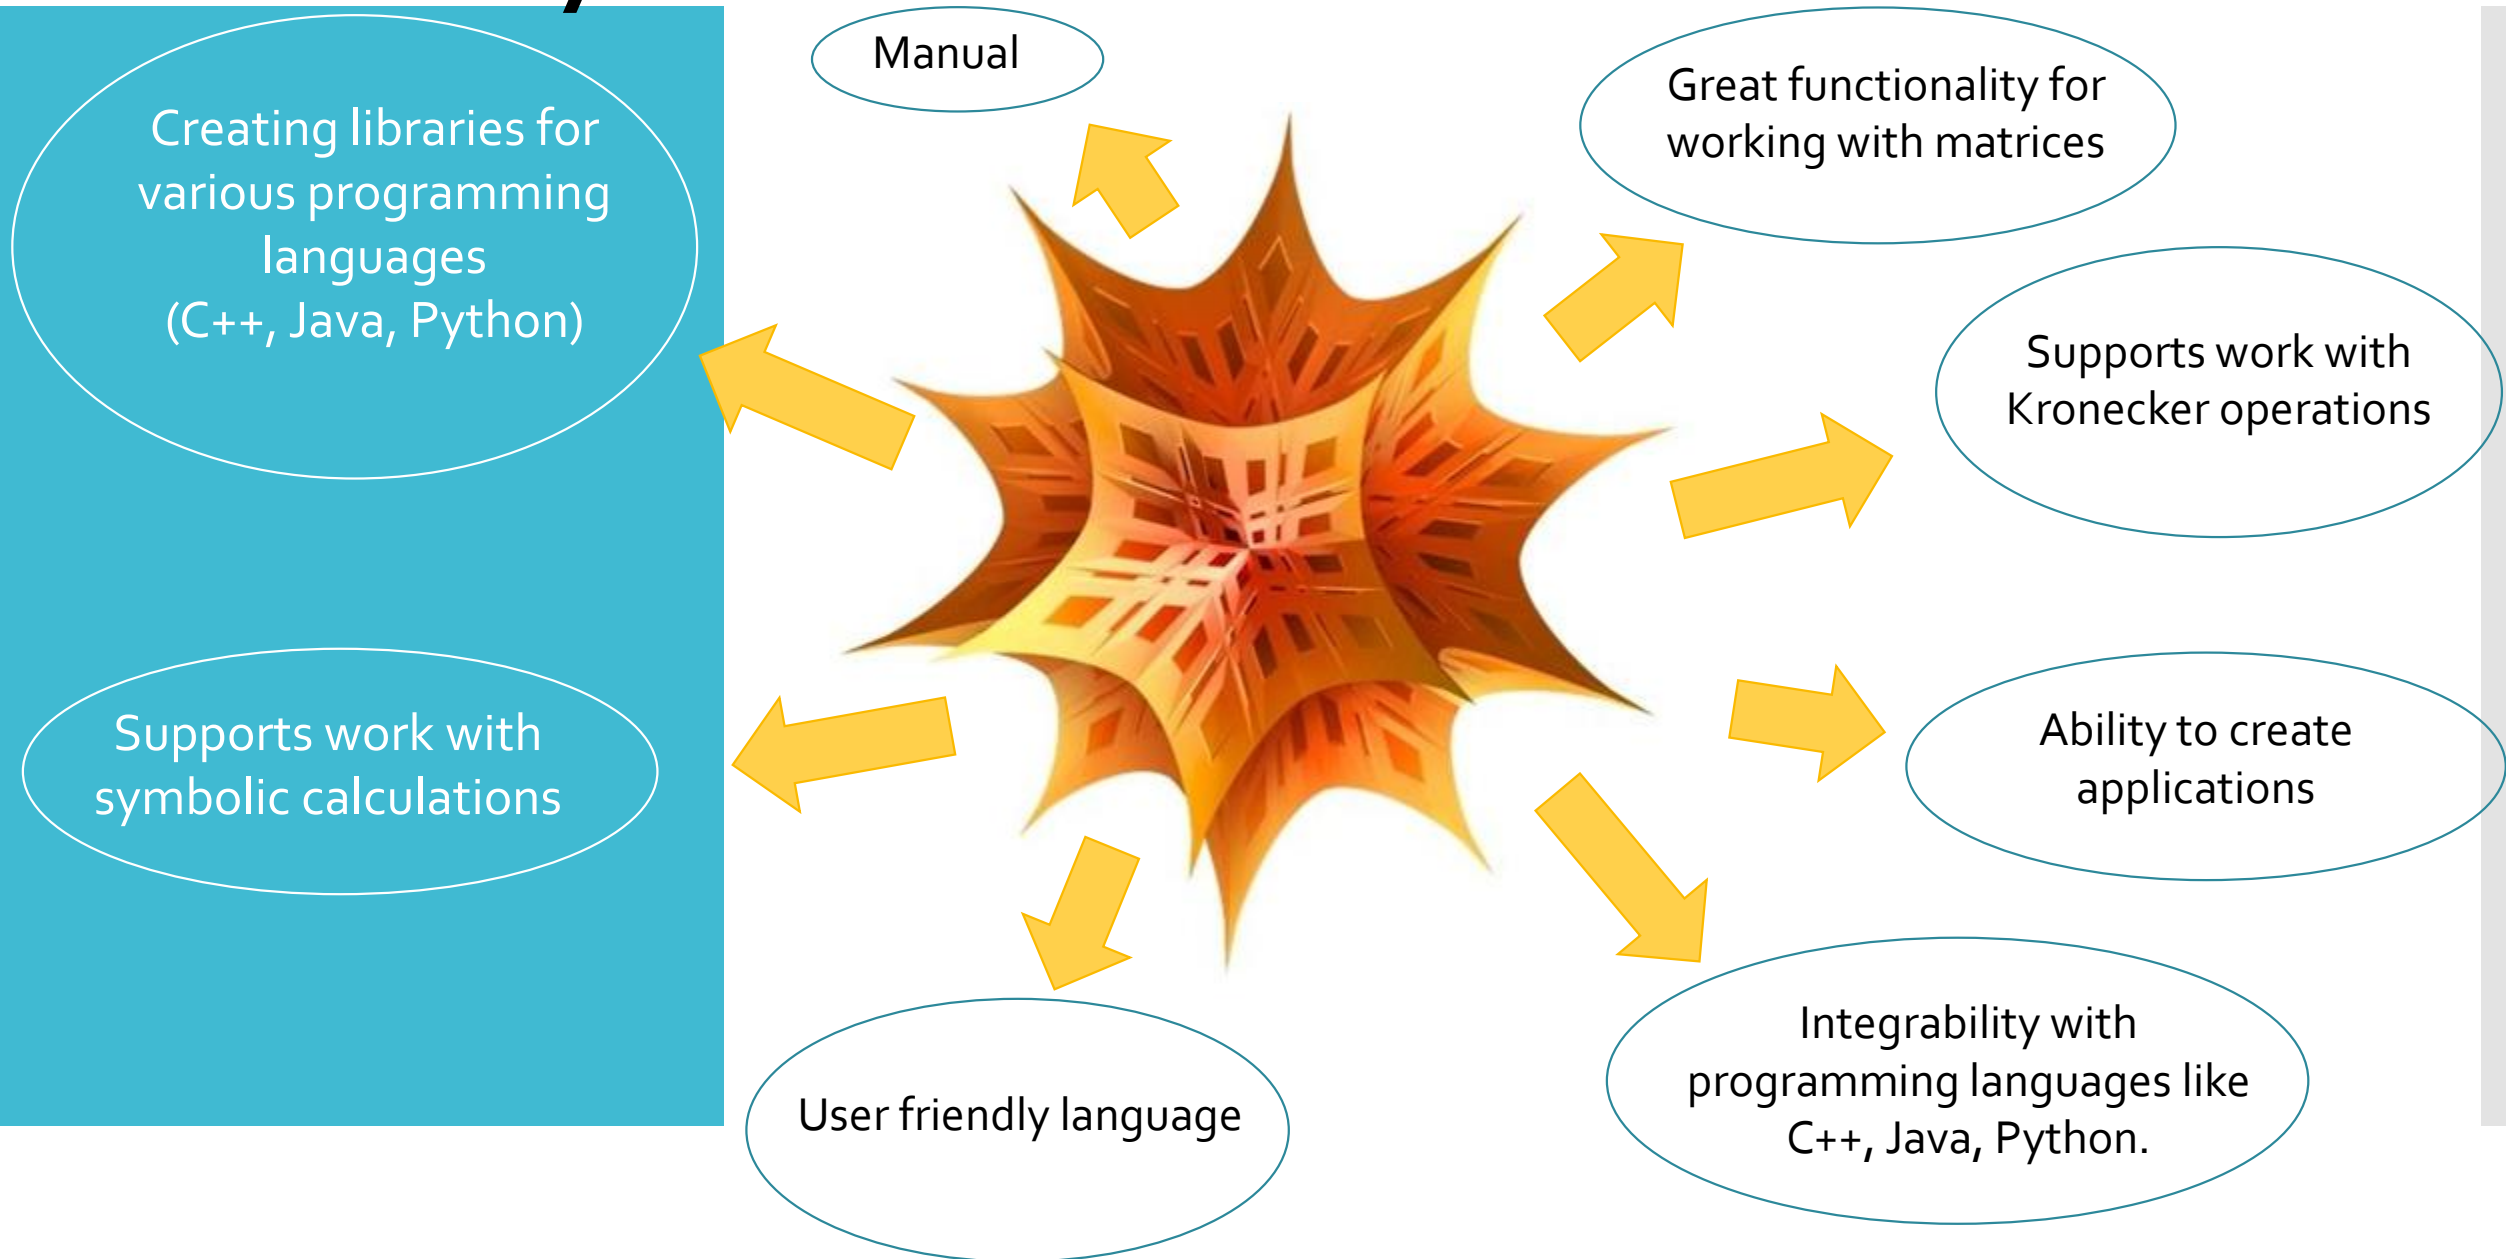 Manual
Creating libraries for
various programming
languages
(C++, Java, Python)
Great functionality for
working with matrices
Supports work with
Kronecker operations
Supports work with
symbolic calculations
Ability to create
applications
User friendly language
Integrability with
programming languages like
C++, Java, Python.